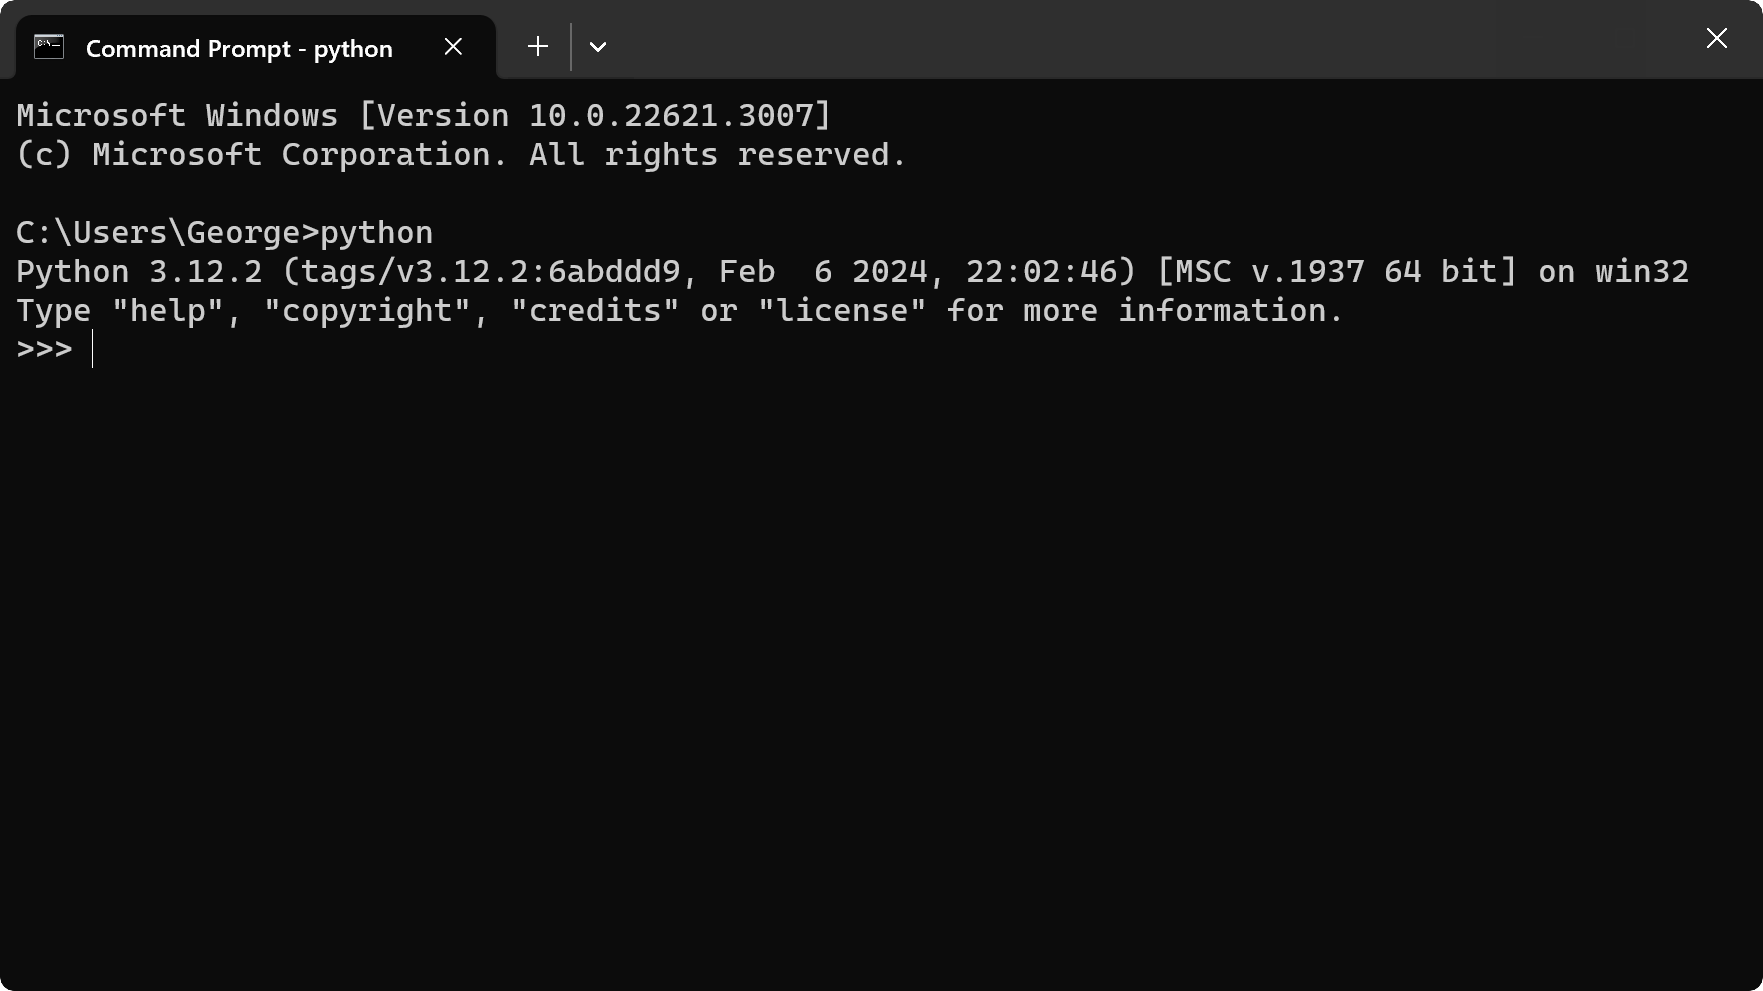 Command Prompt - python
Microsoft Windows [Version 10.0.22621.3007]
(c) Microsoft Corporation. All rights reserved.
C:\Users\George>python
Python 3.12.2 (tags/v3.12.2:6abddd9, Feb  6 2024, 22:02:46) [MSC v.1937 64 bit] on win32
Type "help", "copyright", "credits" or "license" for more information.
>>>